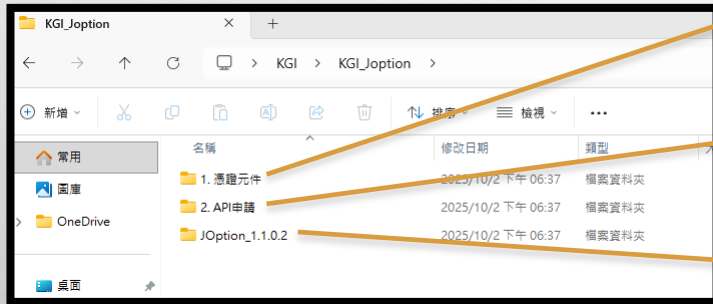 KGI_Joption
KGI > KGI_Joption >
新增 排序 檢視 ...
名稱 修改日期 類型
常用
圖庫
OneDrive
桌面
1. 憑證元件 2025/10/2 下午 06:37 檔案資料夾
2. API申請 2025/10/2 下午 06:37 檔案資料夾
JOption_1.1.0.2 2025/10/2 下午 06:37 檔案資料夾